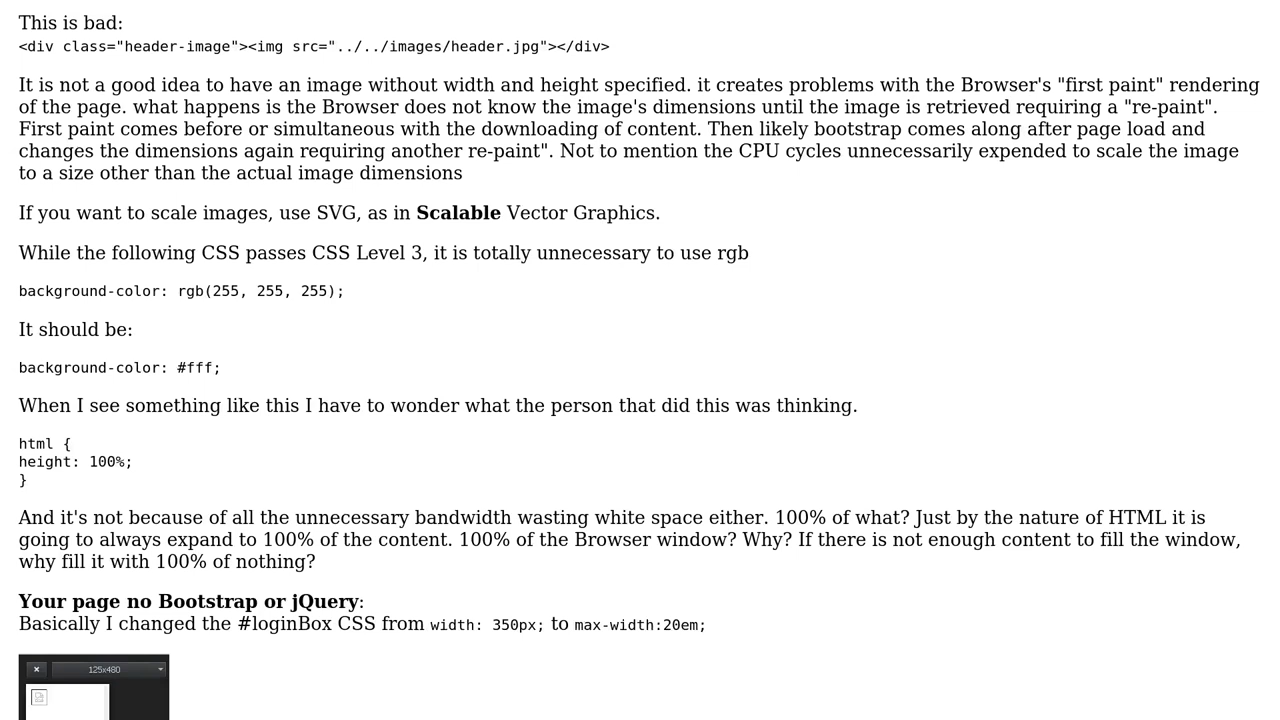 This is bad:
<div class="header-image"><img src="../../images/header.jpg"></div>
It is not a good idea to have an image without width and height specified. it creates problems with the Browser's "first paint" rendering
of the page. what happens is the Browser does not know the image's dimensions until the image is retrieved requiring a "re-paint".
First paint comes before or simultaneous with the downloading of content. Then likely bootstrap comes along after page load and
changes the dimensions again requiring another re-paint". Not to mention the CPU cycles unnecessarily expended to scale the image
to a size other than the actual image dimensions
If you want to scale images, use SVG, as in Scalable Vector Graphics.
While the following CSS passes CSS Level 3, it is totally unnecessary to use rgb
background-color: rgb(255, 255, 255);
It should be:
background-color: #fff;
When I see something like this I have to wonder what the person that did this was thinking.
html {
height: 100%;
}
And it's not because of all the unnecessary bandwidth wasting white space either. 100% of what? Just by the nature of HTML it is
going to always expand to 100% of the content. 100% of the Browser window? Why? If there is not enough content to fill the window,
why fill it with 100% of nothing?
Your page no Bootstrap or jQuery:
Basically I changed the #loginBox CSS from width: 350px; to max-width:20em;
125x480